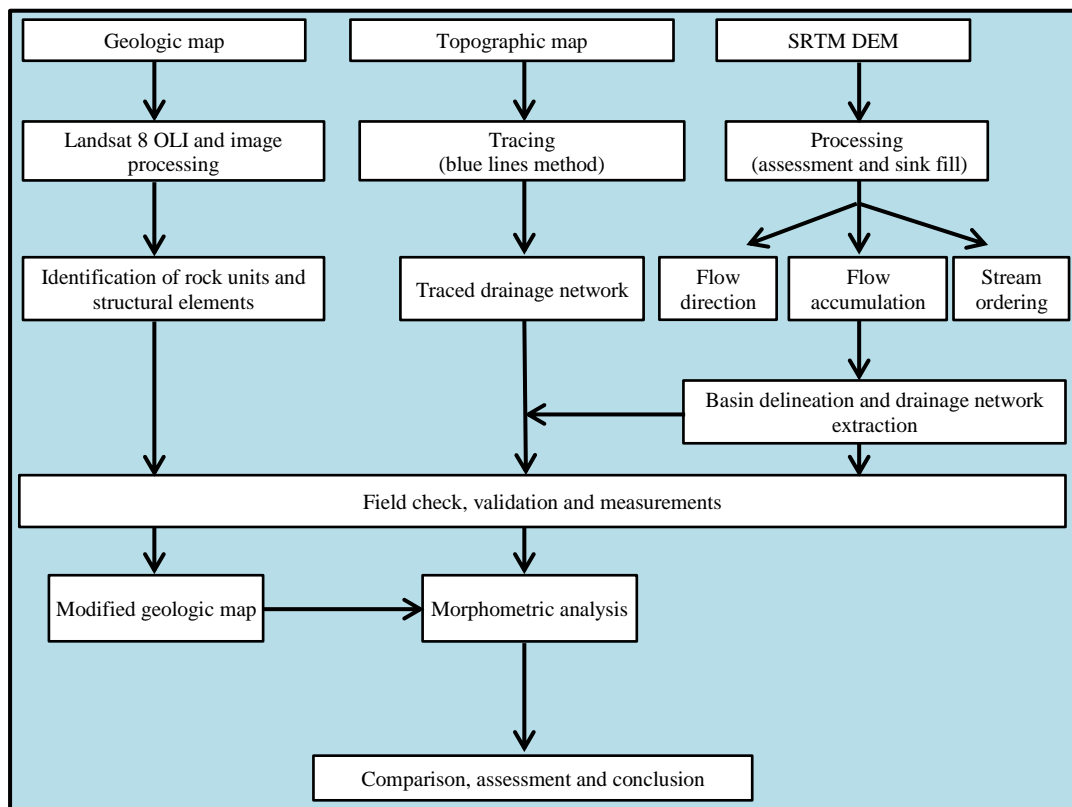 Geologic map
Topographic map
SRTM DEM
Landsat 8 OLI and image
processing
Tracing
(blue lines method)
Processing
(assessment and sink fill)
Identification of rock units and
structural elements
Traced drainage network
Flow
direction
Flow
accumulation
Stream
ordering
Basin delineation and drainage network
extraction
Field check, validation and measurements
Modified geologic map
Morphometric analysis
Comparison, assessment and conclusion